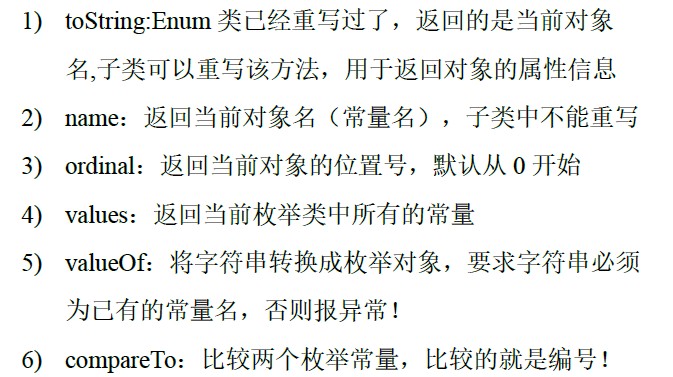 1) toString:Enum 类已经重写过了，返回的是当前对象
名,子类可以重写该方法，用于返回对象的属性信息
2) name：返回当前对象名（常量名），子类中不能重写
3) ordinal：返回当前对象的位置号，默认从 0 开始
4) values：返回当前枚举类中所有的常量
5) valueOf：将字符串转换成枚举对象，要求字符串必须
为已有的常量名，否则报异常！
6) compareTo：比较两个枚举常量，比较的就是编号！